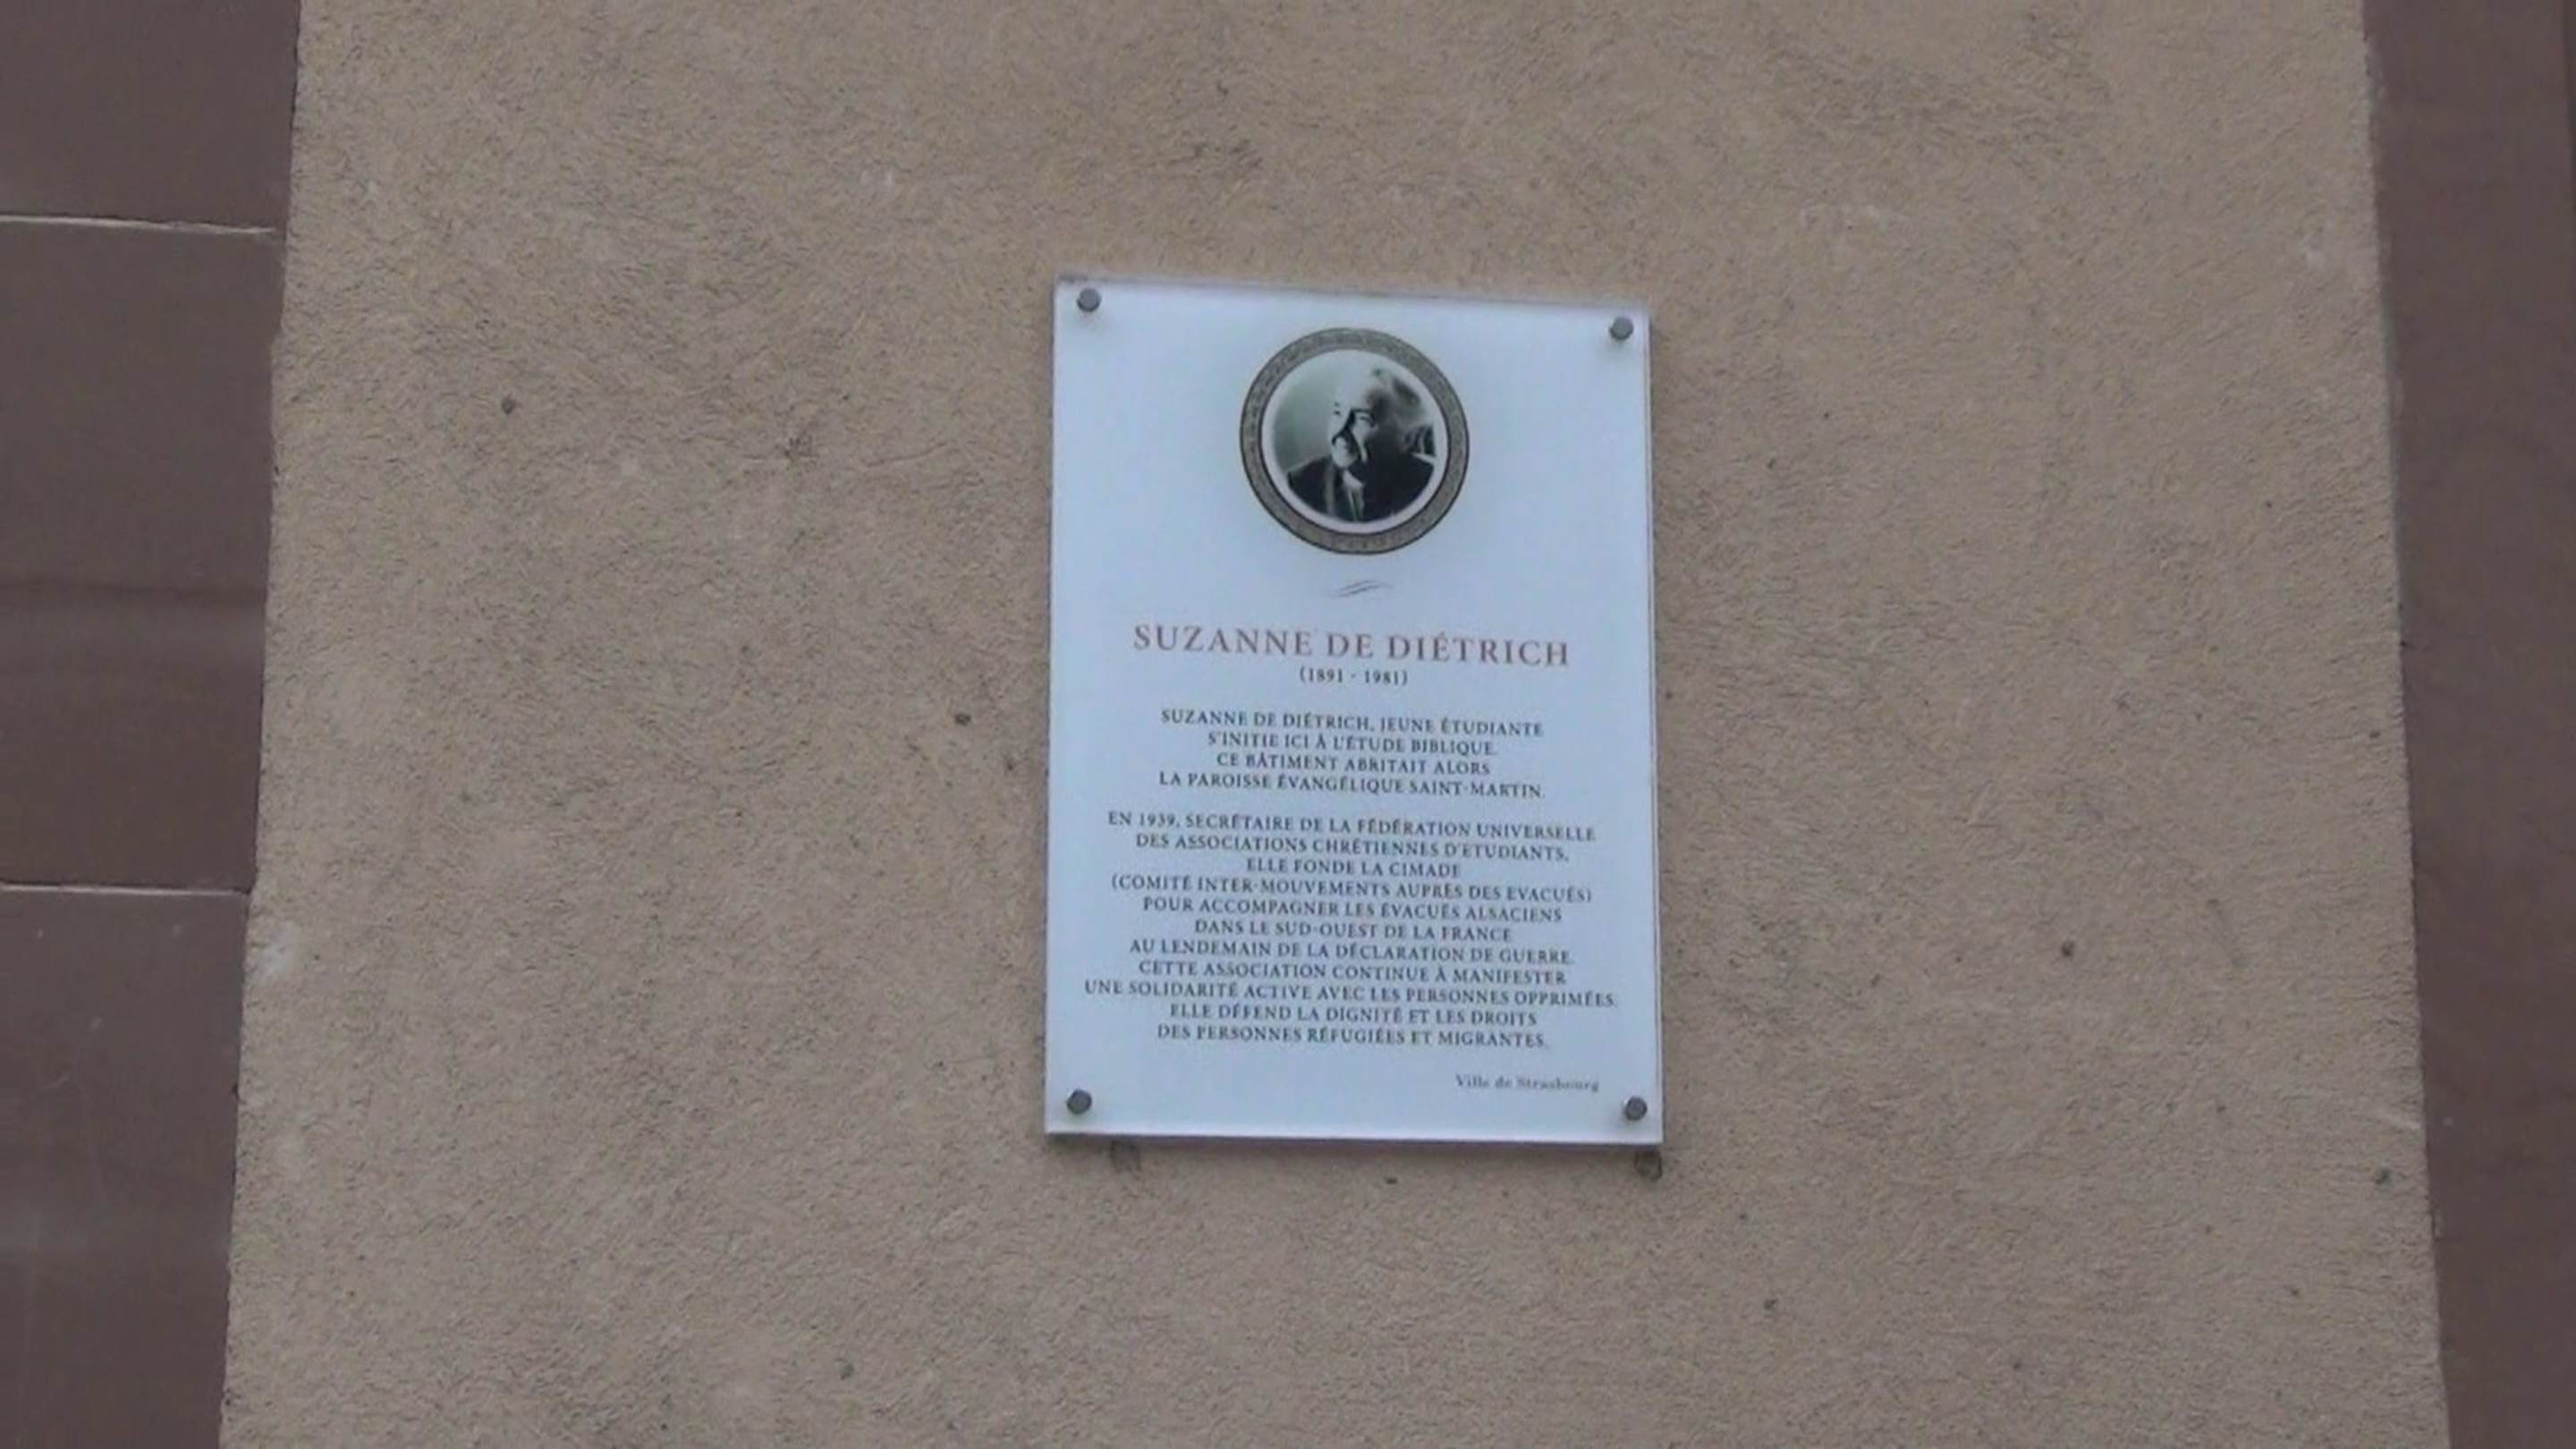 SUZANNE DE DIÉTRICH
(1891 - 1981)
SUZANNE DE DIÉTRICH, JEUNE ÉTUDIANTE
S'INITIE ICI À L'ÉTUDE BIBLIQUE.
CE BÂTIMENT ABRITAIT ALORS
LA PAROISSE ÉVANGÉLIQUE SAINT-MARTIN.
EN 1939, SECRÉTAIRE DE LA FÉDÉRATION UNIVERSELLE
DES ASSOCIATIONS CHRÉTIENNES D'ETUDIANTS,
ELLE FONDE LA CIMADE
(COMITÉ INTER-MOUVEMENTS AUPRÈS DES EVACUÉS)
POUR ACCOMPAGNER LES ÉVACUÉS ALSACIENS
DANS LE SUD-OUEST DE LA FRANCE
AU LENDEMAIN DE LA DÉCLARATION DE GUERRE.
CETTE ASSOCIATION CONTINUE À MANIFESTER
UNE SOLIDARITÉ ACTIVE AVEC LES PERSONNES OPPRIMÉES.
ELLE DÉFEND LA DIGNITÉ ET LES DROITS
DES PERSONNES RÉFUGIÉES ET MIGRANTES.
Ville de Strasbourg